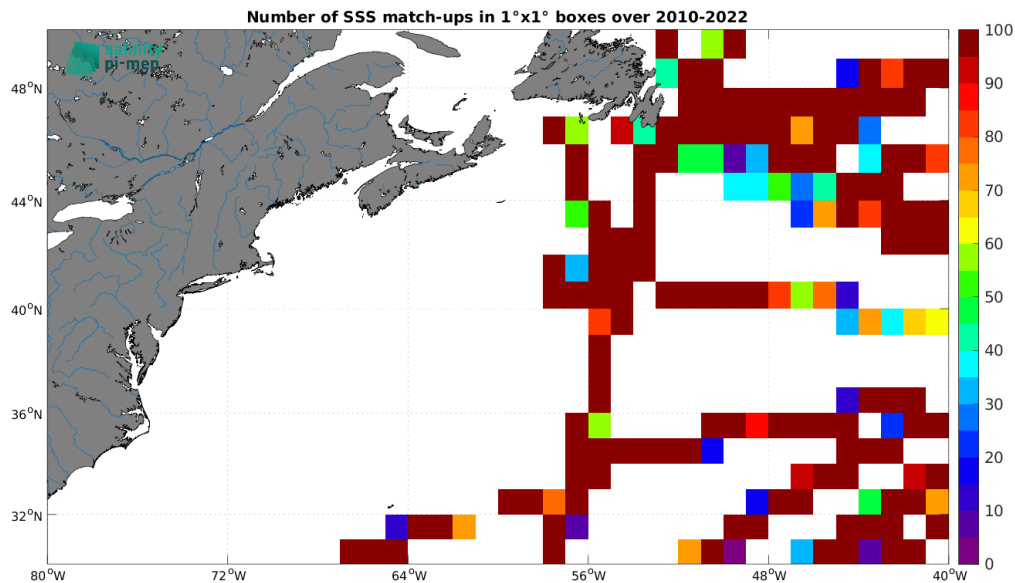 Number of SSS match-ups in 1°x1° boxes over 2010-2022
salinity
pi-mep
48°N
44°N
40°N
36°N
32°N
80°W
72°W
64°W
56°W
48°W
40°W
100
90
80
70
60
50
40
30
20
10
0